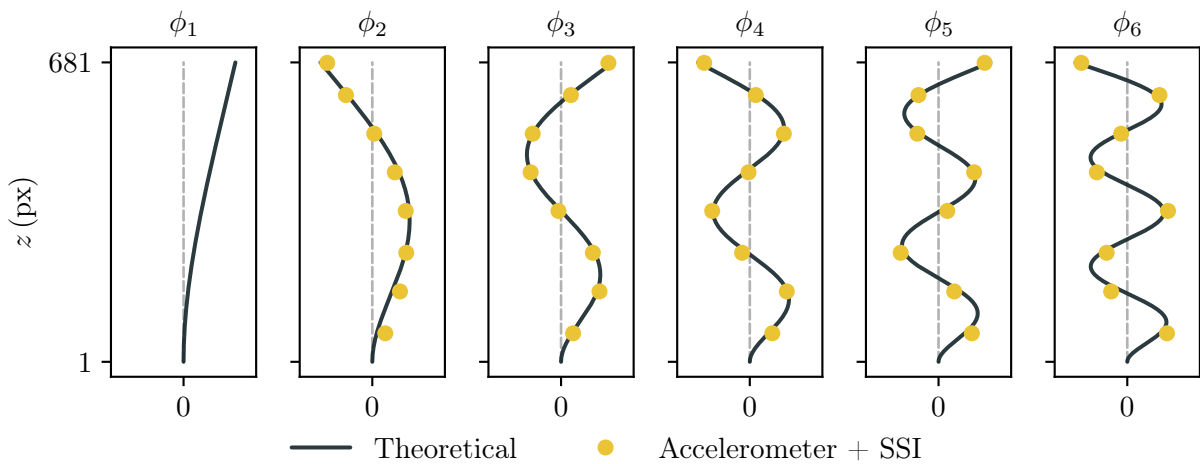 ϕ1 ϕ2 ϕ3 ϕ4 ϕ5 ϕ6
681
z (px)
1
0 0 0 0 0 0
Theoretical Accelerometer + SSI